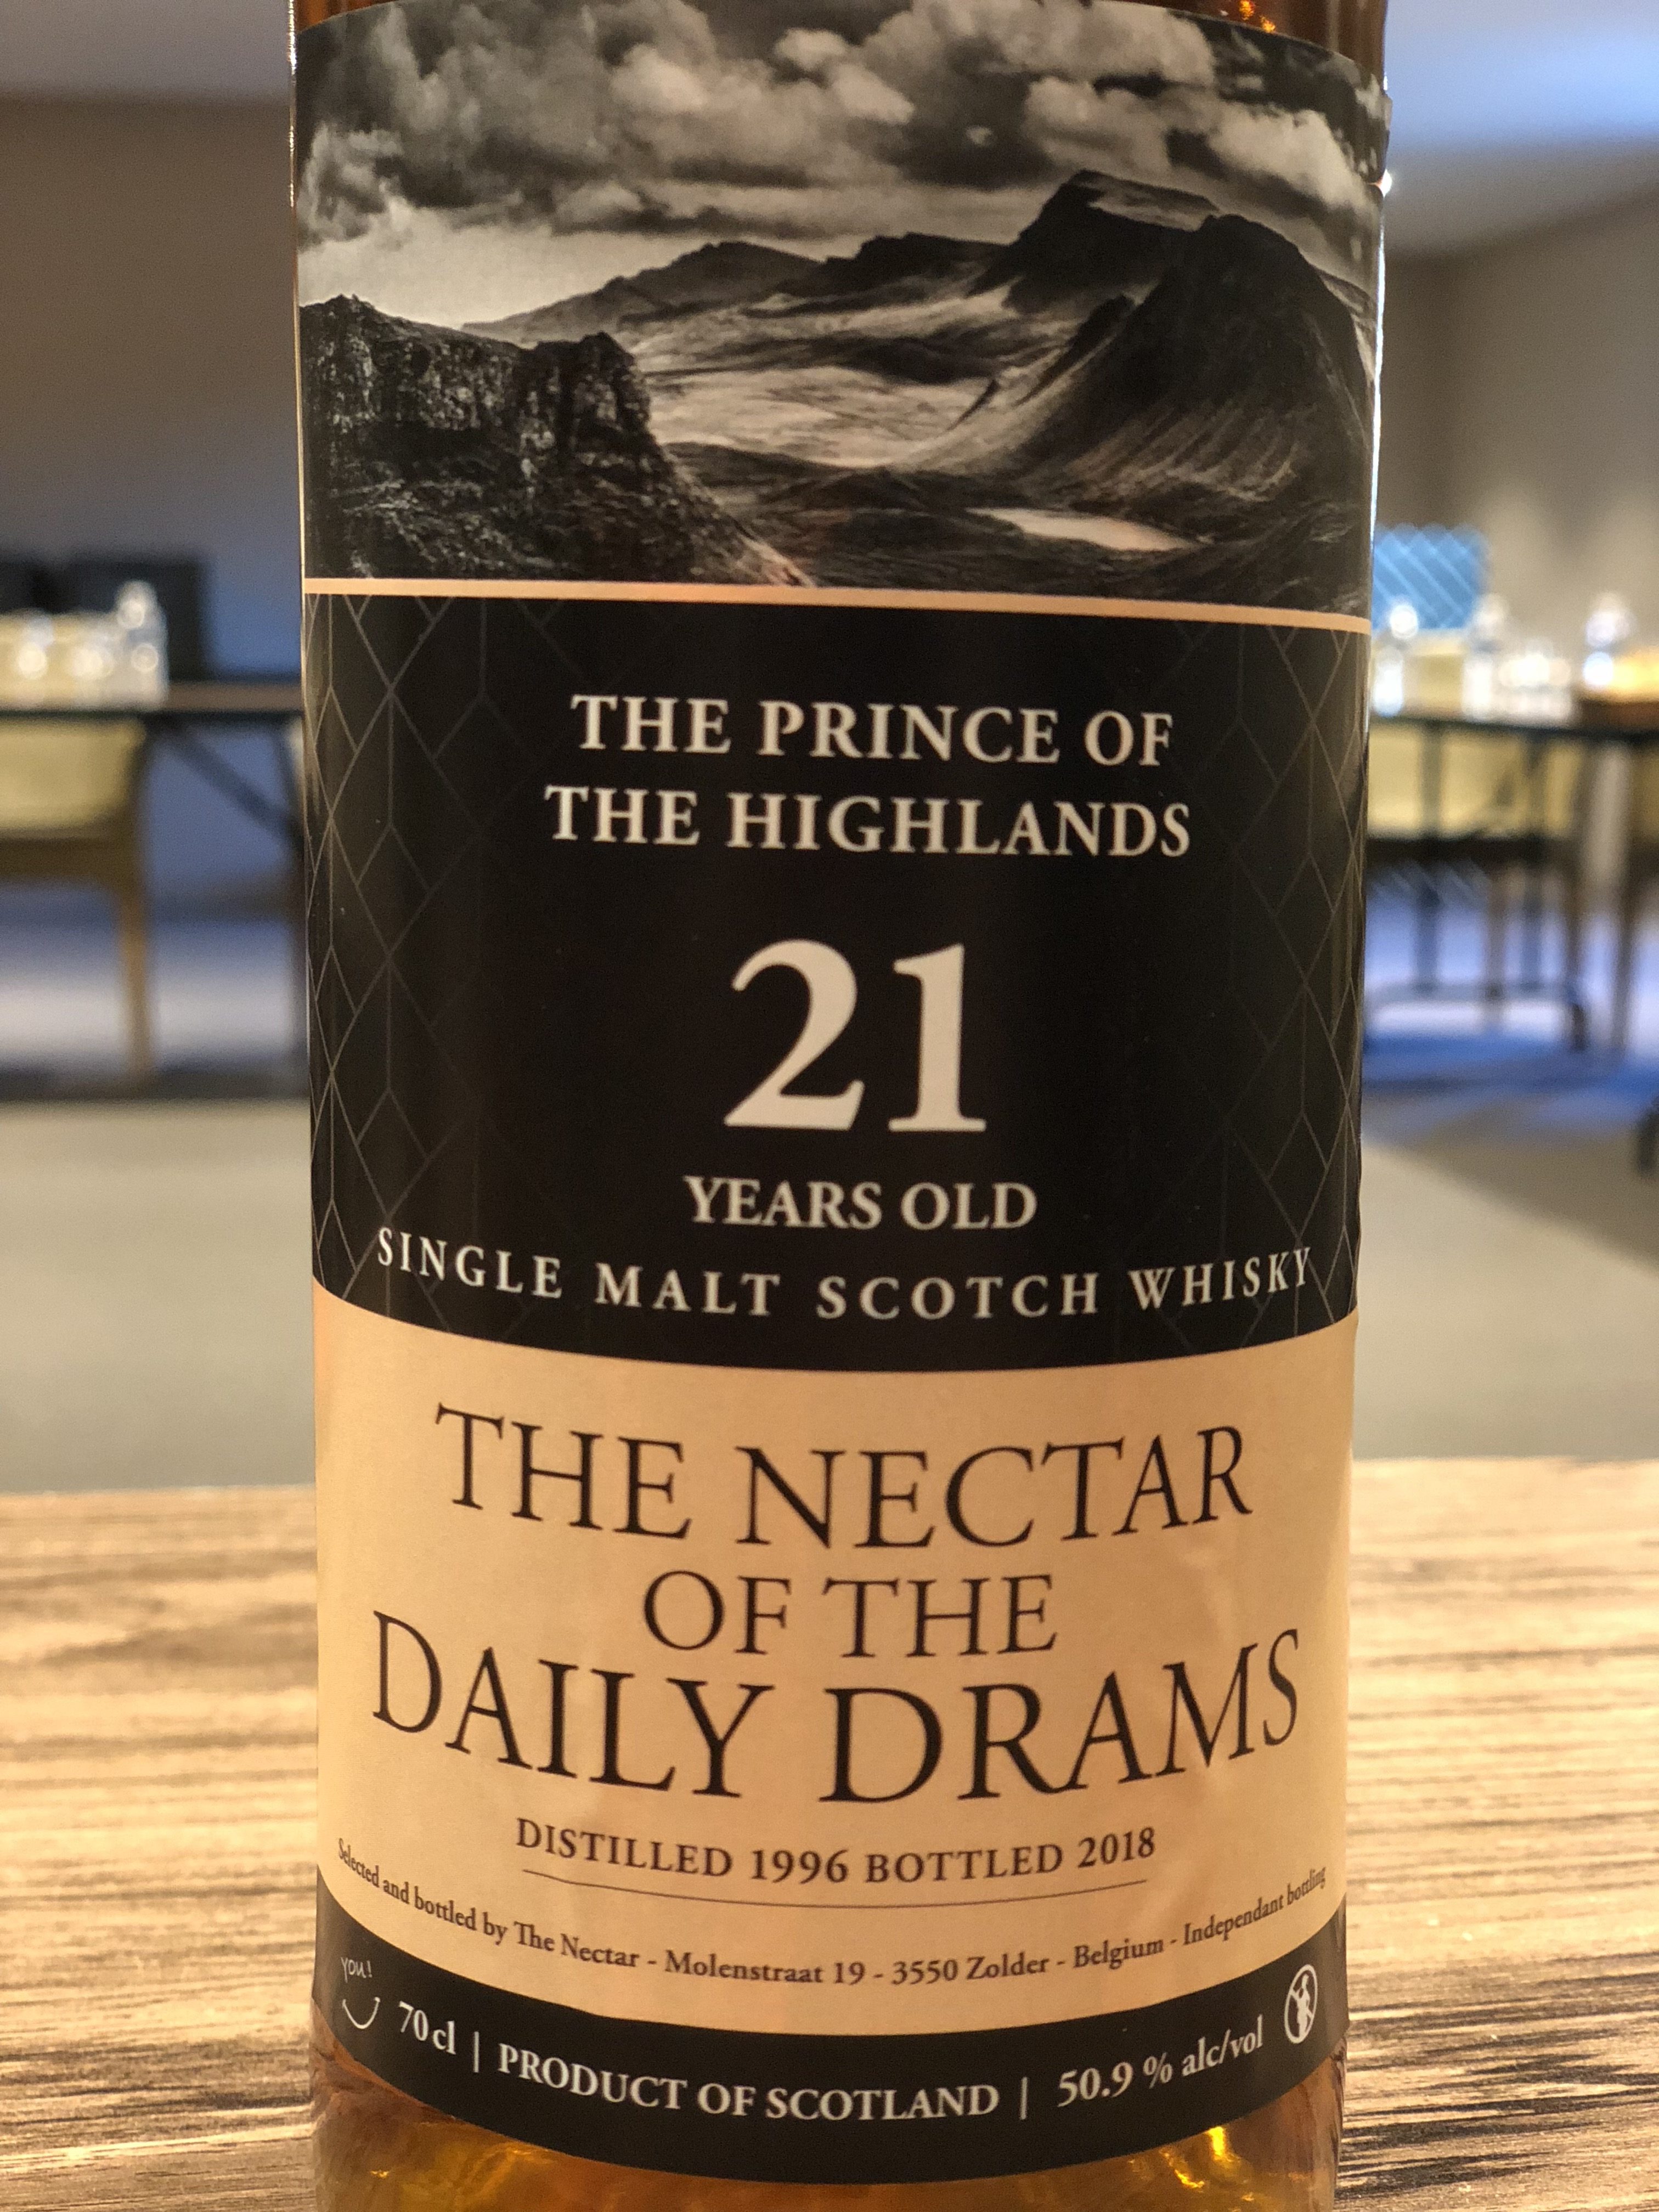 THE PRINCE OF
THE HIGHLANDS
21
YEARS OLD
SINGLE MALT SCOTCH WHISKY
THE NECTAR
OF THE
DAILY DRAMS
DISTILLED 1996 BOTTLED 2018
Selected and bottled by The Nectar - Molenstraat 19 - 3550 Zolder - Belgium - Independant bottling
you!
70cl | PRODUCT OF SCOTLAND | 50.9 % alc/vol